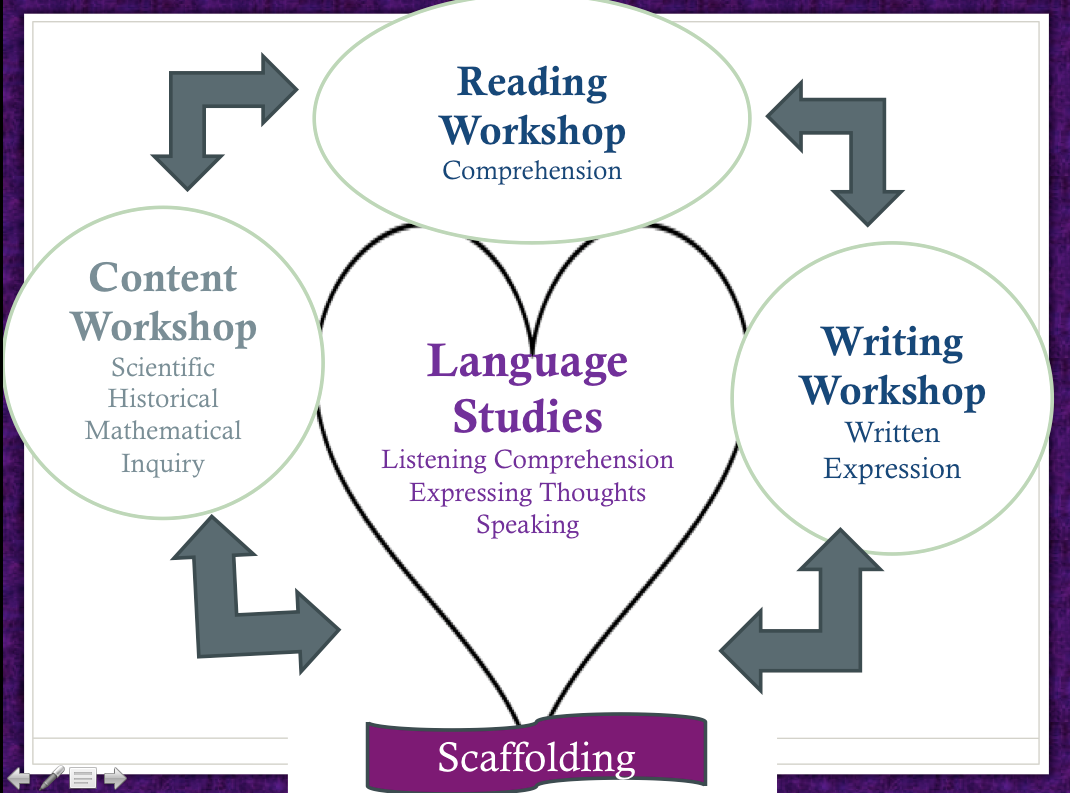 Reading
Workshop
Comprehension
Content
Workshop
Scientific
Historical
Mathematical
Inquiry
Language
Studies
Listening Comprehension
Expressing Thoughts
Speaking
Writing
Workshop
Written
Expression
Scaffolding